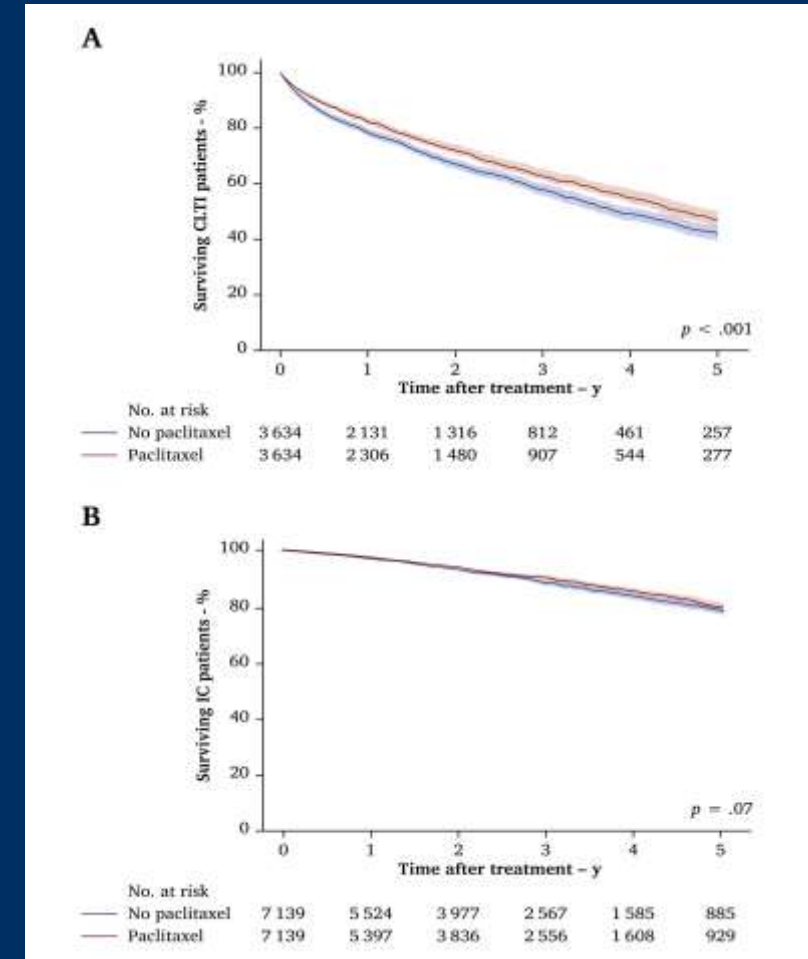 A
100
80
60
40
20
0
Surviving CLTI patients - %
p < .001
0 1 2 3 4 5
Time after treatment – y
No. at risk
No paclitaxel 3 634 2 131 1 316 812 461 257
Paclitaxel 3 634 2 306 1 480 907 544 277
B
100
80
60
40
20
0
Surviving IC patients - %
p = .07
0 1 2 3 4 5
Time after treatment – y
No. at risk
No paclitaxel 7 139 5 524 3 977 2 567 1 585 885
Paclitaxel 7 139 5 397 3 836 2 556 1 608 929